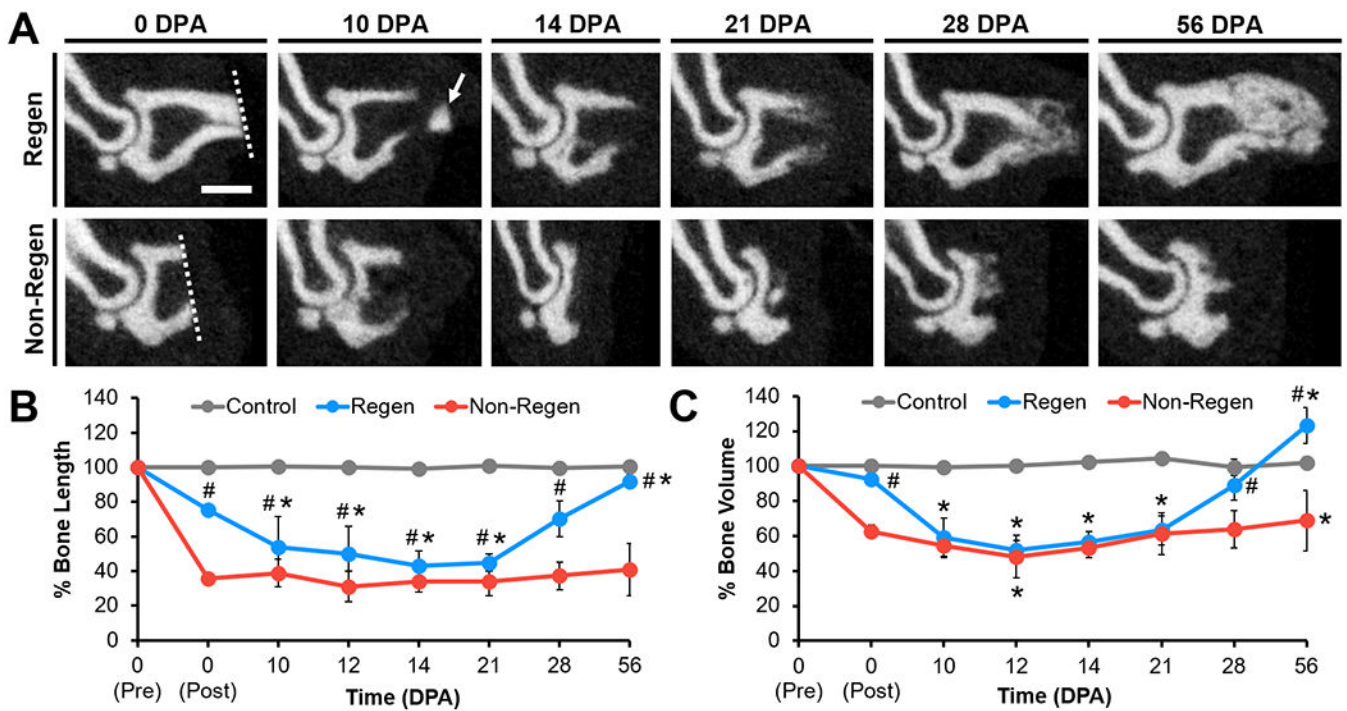 A
0 DPA 10 DPA 14 DPA 21 DPA 28 DPA 56 DPA
Regen
Non-Regen
B
140
120
100
80
60
40
20
0
% Bone Length
Control Regen Non-Regen
#
#*
#*
#*
#*
#
#*
0 0 10 12 14 21 28 56
(Pre) (Post)
Time (DPA)
C
140
120
100
80
60
40
20
0
% Bone Volume
Control Regen Non-Regen
#
*
*
*
*
*
#
#*
*
0 0 10 12 14 21 28 56
(Pre) (Post)
Time (DPA)